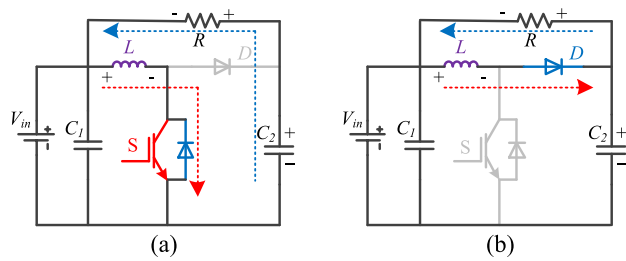 - +
R
L
D
+ -
V_in
+
-
C_1
S
C_2
+
-
(a)
- +
R
L
D
+ -
V_in
+
-
C_1
S
C_2
+
-
(b)